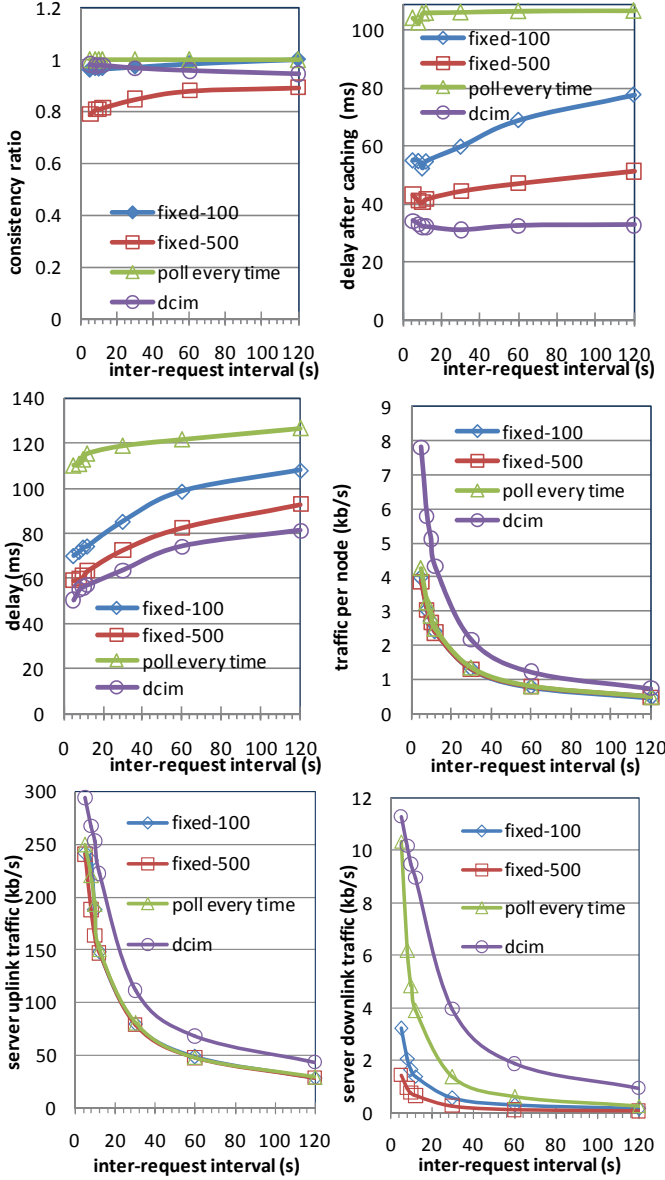 consistency ratio
1.2
1
0.8
0.6
0.4
0.2
0
fixed-100
fixed-500
poll every time
dcim
0 20 40 60 80 100 120
inter-request interval (s)
delay after caching (ms)
100
80
60
40
20
0
fixed-100
fixed-500
poll every time
dcim
0 20 40 60 80 100 120
inter-request interval (s)
delay (ms)
140
120
100
80
60
40
20
0
fixed-100
fixed-500
poll every time
dcim
0 20 40 60 80 100 120
inter-request interval (s)
traffic per node (kb/s)
9
8
7
6
5
4
3
2
1
0
fixed-100
fixed-500
poll every time
dcim
0 20 40 60 80 100 120
inter-request interval (s)
server uplink traffic (kb/s)
300
250
200
150
100
50
0
fixed-100
fixed-500
poll every time
dcim
0 20 40 60 80 100 120
inter-request interval (s)
server downlink traffic (kb/s)
12
10
8
6
4
2
0
fixed-100
fixed-500
poll every time
dcim
0 20 40 60 80 100 120
inter-request interval (s)